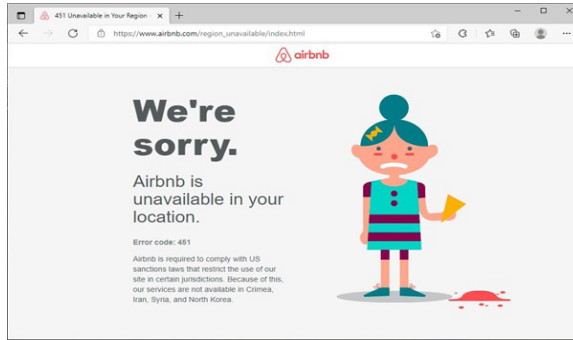 451 Unavailable in Your Region -
https://www.airbnb.com/region_unavailable/index.html
airbnb
We're
sorry.
Airbnb is
unavailable in your
location.
Error code: 451
Airbnb is required to comply with US
sanctions laws that restrict the use of our
site in certain jurisdictions. Because of this,
our services are not available in Crimea,
Iran, Syria, and North Korea.